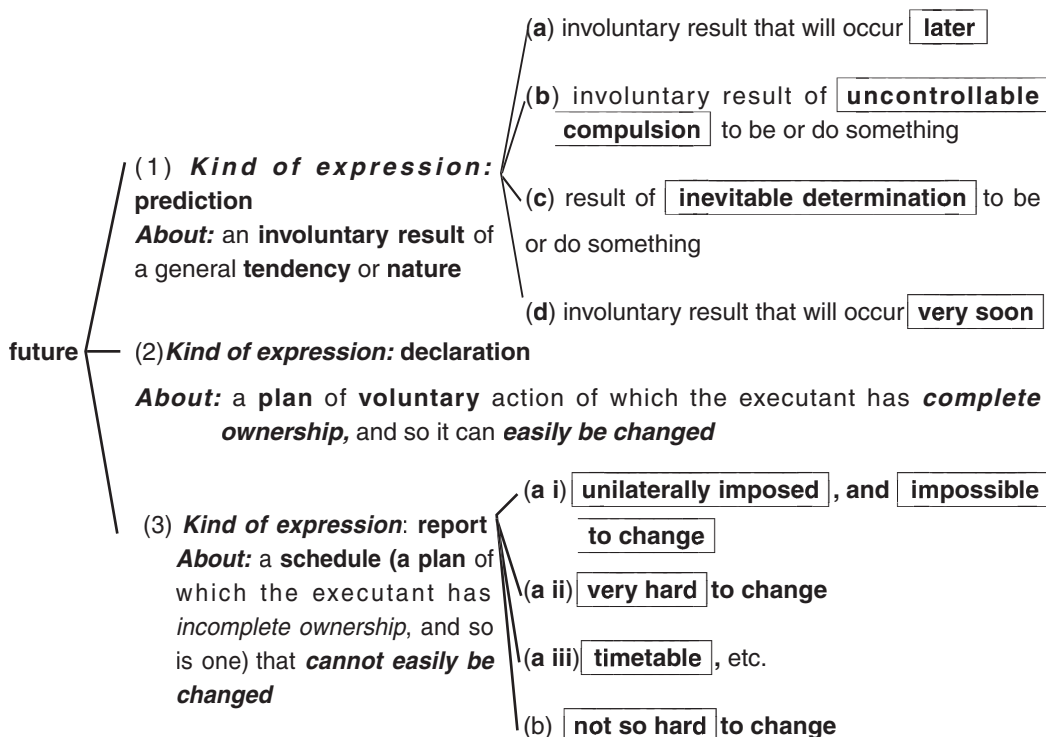 (a) involuntary result that will occur later
(b) involuntary result of uncontrollable
compulsion to be or do something
(1) Kind of expression:
prediction
About: an involuntary result of
a general tendency or nature
(c) result of inevitable determination to be
or do something
(d) involuntary result that will occur very soon
future
(2) Kind of expression: declaration
About: a plan of voluntary action of which the executant has complete
ownership, and so it can easily be changed
(3) Kind of expression: report
About: a schedule (a plan of
which the executant has
incomplete ownership, and so
is one) that cannot easily be
changed
(a i) unilaterally imposed, and impossible
to change
(a ii) very hard to change
(a iii) timetable, etc.
(b) not so hard to change